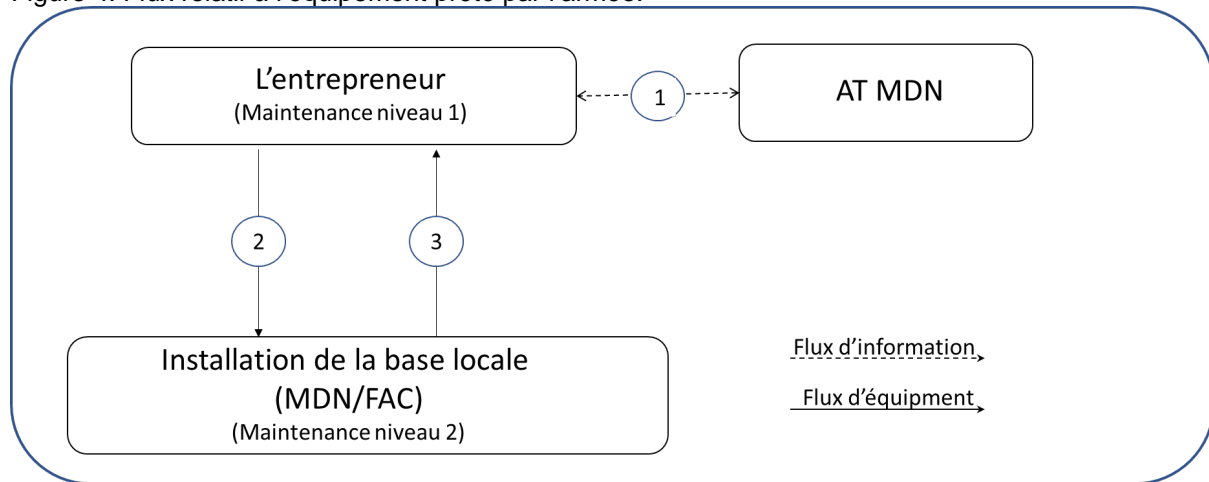 L'entrepreneur
(Maintenance niveau 1)
1
AT MDN
2
3
Installation de la base locale
(MDN/FAC)
(Maintenance niveau 2)
Flux d'information
Flux d'équipment